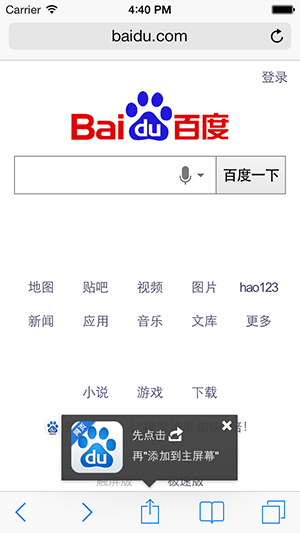 Carrier 4:40 PM
baidu.com
登录
Bai du 百度
百度一下
地图 贴吧 视频 图片 hao123
新闻 应用 音乐 文库 更多
小说 游戏 下载
网页
du
先点击
再"添加到主屏幕"
触屏版 极速版